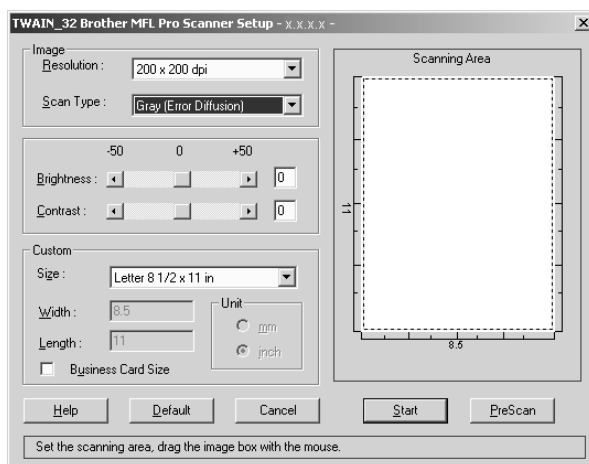 TWAIN_32 Brother MFL Pro Scanner Setup - x.x.x.x -
Image
Resolution : 200 x 200 dpi
Scan Type : Gray (Error Diffusion)
-50 0 +50
Brightness : 0
Contrast : 0
Custom
Size : Letter 8 1/2 x 11 in
Width : 8.5
Length : 11
Unit
mm
inch
Business Card Size
Scanning Area
11
8.5
Help Default Cancel Start PreScan
Set the scanning area, drag the image box with the mouse.